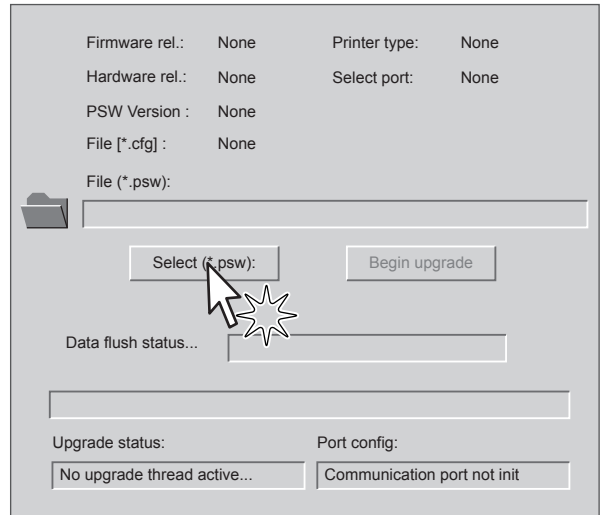 Firmware rel.: None Printer type: None
Hardware rel.: None Select port: None
PSW Version : None
File [*.cfg] : None
File (*.psw):
Select (*.psw): Begin upgrade
Data flush status...
Upgrade status: Port config:
No upgrade thread active... Communication port not init